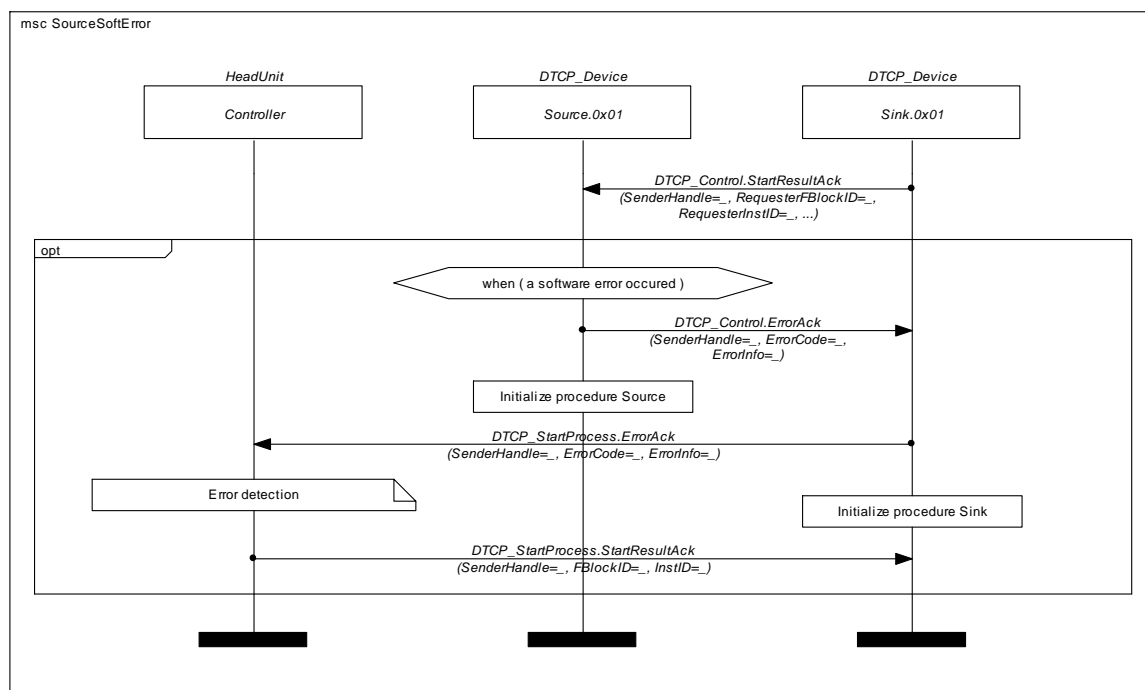 msc SourceSoftError
HeadUnit
DTCP_Device
DTCP_Device
Controller
Source.0x01
Sink.0x01
DTCP_Control.StartResultAck
(SenderHandle=_, RequesterFBlockID=_,
RequesterInstID=_, ...)
opt
when ( a software error occured )
DTCP_Control.ErrorAck
(SenderHandle=_, ErrorCode=_,
ErrorInfo=_)
Initialize procedure Source
DTCP_StartProcess.ErrorAck
(SenderHandle=_, ErrorCode=_, ErrorInfo=_)
Error detection
Initialize procedure Sink
DTCP_StartProcess.StartResultAck
(SenderHandle=_, FBlockID=_, InstID=_)